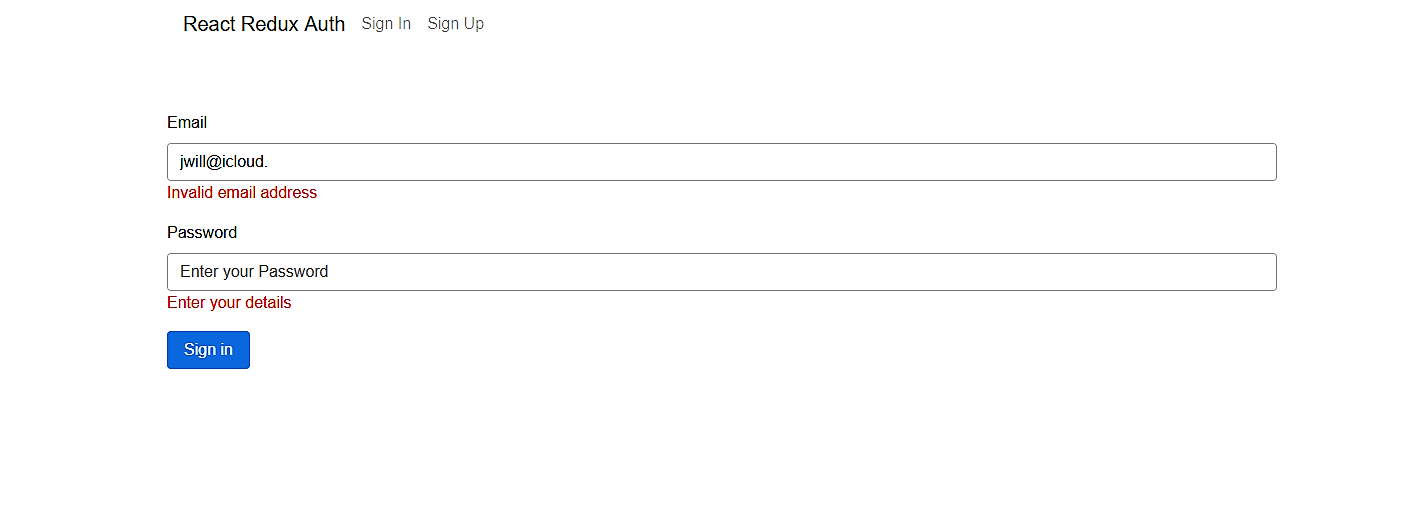 React Redux Auth Sign In Sign Up
Email
jwill@icloud.
Invalid email address
Password
Enter your Password
Enter your details
Sign in